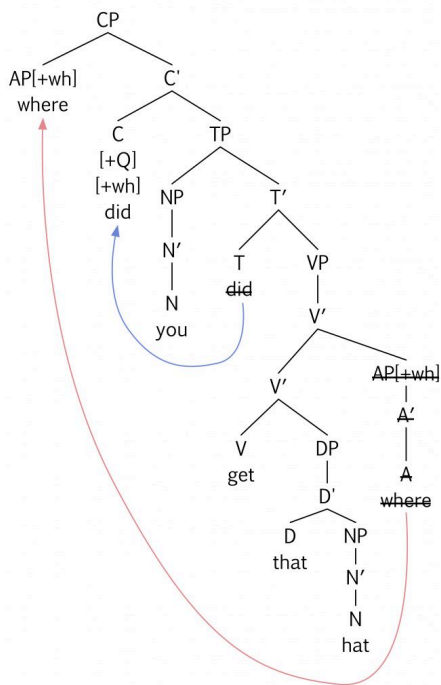 CP
AP[+wh] C'
where
C TP
[+Q]
[+wh] NP T′
did
N′ T VP
did
N V′
you
V′ AP[+wh]
A′
V DP
get A
D' where
D NP
that
N′
N
hat